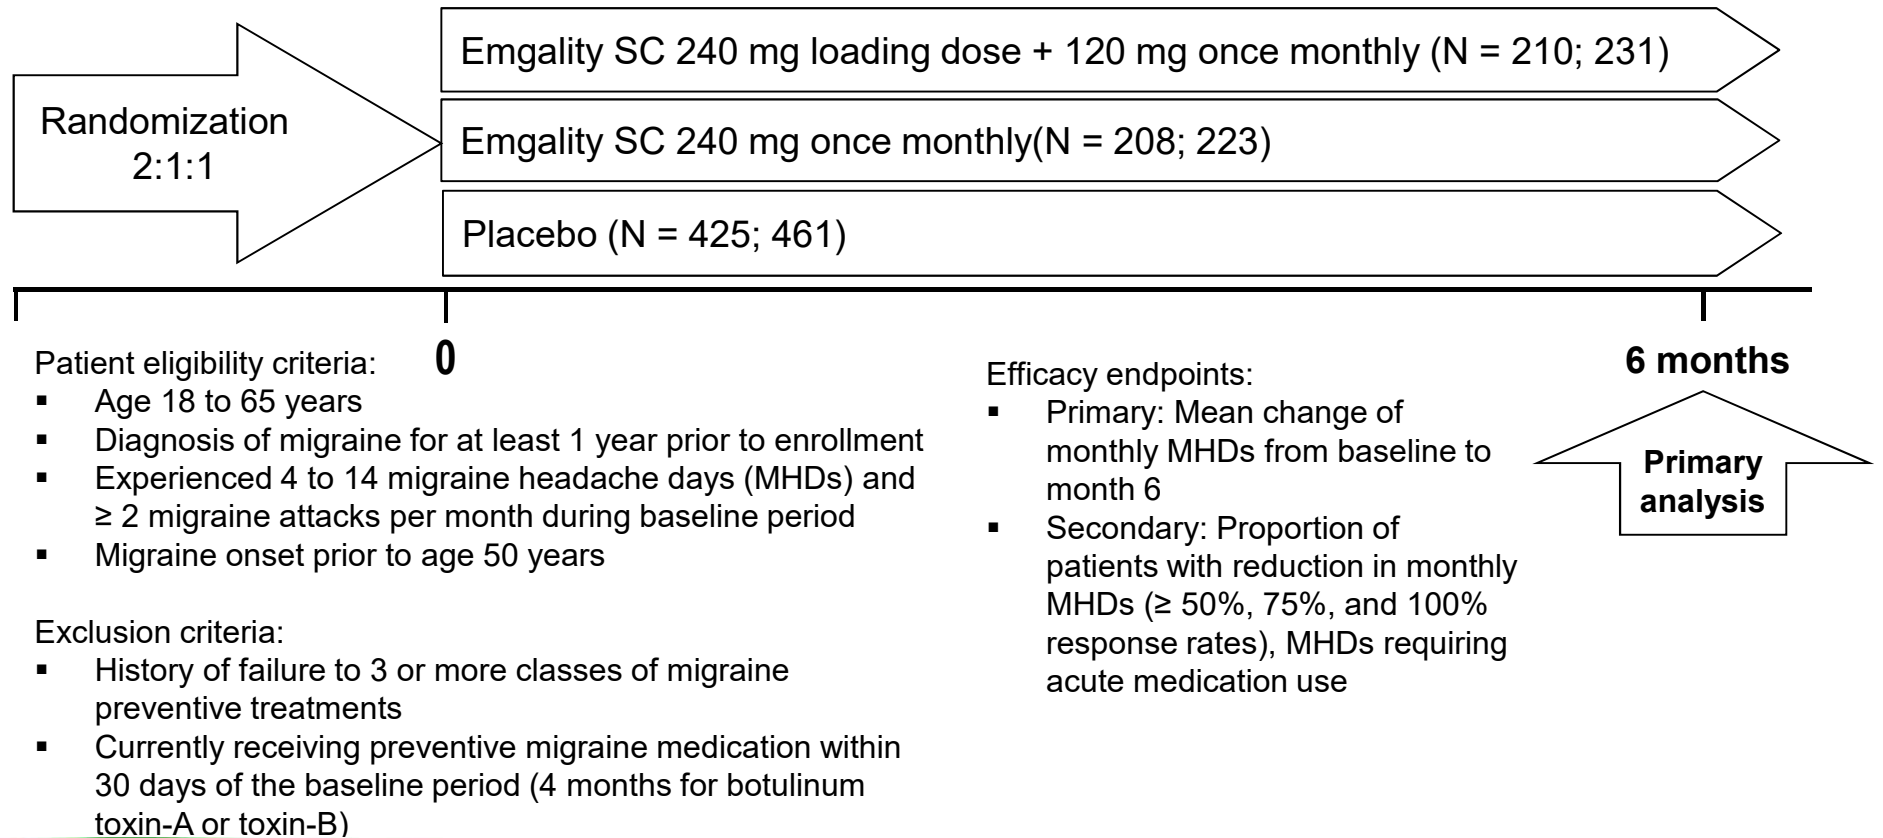 Emgality SC 240 mg loading dose + 120 mg once monthly (N = 210; 231)
Randomization
2:1:1
Emgality SC 240 mg once monthly(N = 208; 223)
Placebo (N = 425; 461)
0
6 months
Patient eligibility criteria:
▪ Age 18 to 65 years
▪ Diagnosis of migraine for at least 1 year prior to enrollment
▪ Experienced 4 to 14 migraine headache days (MHDs) and
≥ 2 migraine attacks per month during baseline period
▪ Migraine onset prior to age 50 years
Exclusion criteria:
▪ History of failure to 3 or more classes of migraine
preventive treatments
▪ Currently receiving preventive migraine medication within
30 days of the baseline period (4 months for botulinum
toxin-A or toxin-B)
Efficacy endpoints:
▪ Primary: Mean change of
monthly MHDs from baseline to
month 6
▪ Secondary: Proportion of
patients with reduction in monthly
MHDs (≥ 50%, 75%, and 100%
response rates), MHDs requiring
acute medication use
Primary
analysis